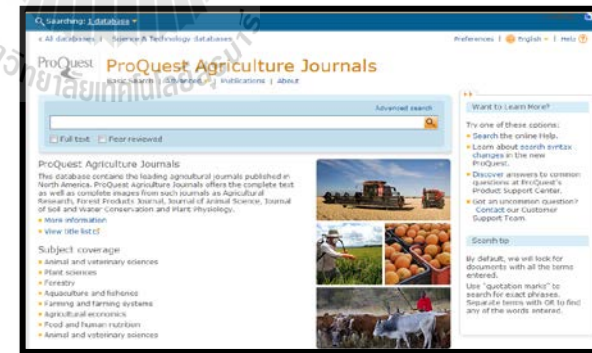 Searching: 1 database
< All databases | Science & Technology databases
Preferences | English | Help
ProQuest
ProQuest Agriculture Journals
Basic Search | Advanced | Publications | About
Advanced search
Full text
Peer reviewed
ProQuest Agriculture Journals
This database contains the leading agricultural journals published in
North America. ProQuest Agriculture Journals offers the complete text
as well as complete images from such journals as Agricultural
Research, Forest Products Journal, Journal of Animal Science, Journal
of Soil and Water Conservation and Plant Physiology.
More information
View title list
Subject coverage
Animal and veterinary sciences
Plant sciences
Forestry
Aquaculture and fisheries
Farming and farming systems
Agricultural economics
Food and human nutrition
Animal and veterinary sciences
Want to Learn More?
Try one of these options:
Search the online Help.
Learn about search syntax
changes in the new
ProQuest.
Discover answers to common
questions at ProQuest's
Product Support Center.
Got an uncommon question?
Contact our Customer
Support Team.
Search tip
By default, we will look for
documents with all the terms
entered.
Use "quotation marks" to
search for exact phrases.
Separate terms with OR to find
any of the words entered.